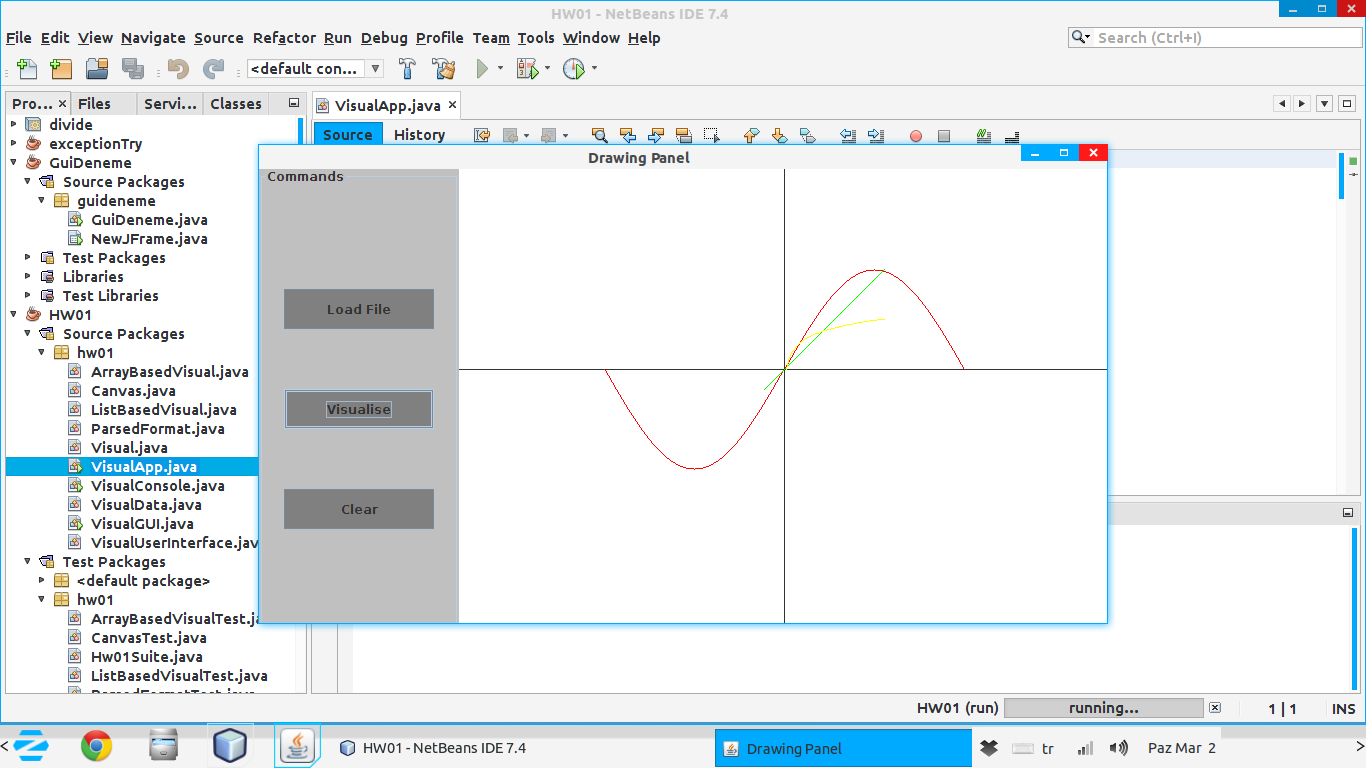 HW01 - NetBeans IDE 7.4
File Edit View Navigate Source Refactor Run Debug Profile Team Tools Window Help
Search (Ctrl+I)
<default con...
Pro... Files Servi... Classes
VisualApp.java
Source History
divide
exceptionTry
GuiDeneme
Source Packages
guideneme
GuiDeneme.java
NewJFrame.java
Test Packages
Libraries
Test Libraries
HW01
Source Packages
hw01
ArrayBasedVisual.java
Canvas.java
ListBasedVisual.java
ParsedFormat.java
Visual.java
VisualApp.java
VisualConsole.java
VisualData.java
VisualGUI.java
VisualUserInterface.jav
Test Packages
<default package>
hw01
ArrayBasedVisualTest.ja
CanvasTest.java
Hw01Suite.java
ListBasedVisualTest.java
ParsedFormatTest.java
Drawing Panel
Commands
Load File
Visualise
Clear
HW01 (run) running... 1 | 1 INS
HW01 - NetBeans IDE 7.4
Drawing Panel
tr
Paz Mar 2